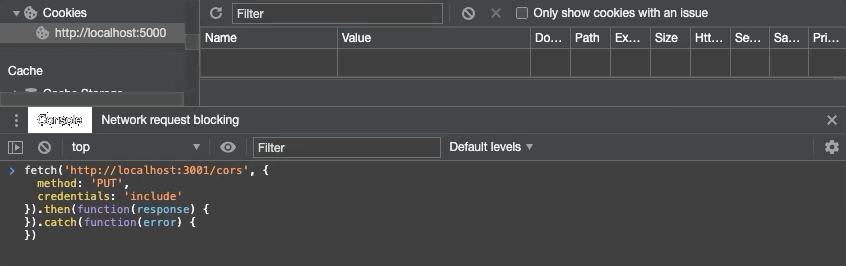 Cookies
http://localhost:5000
Cache
Cache Storage
Filter
Only show cookies with an issue
Name Value Do... Path Ex... Size Htt... Se... Sa... Pri...
Console Network request blocking
top Filter Default levels
fetch('http://localhost:3001/cors', {
method: 'PUT',
credentials: 'include'
}).then(function(response) {
}).catch(function(error) {
})